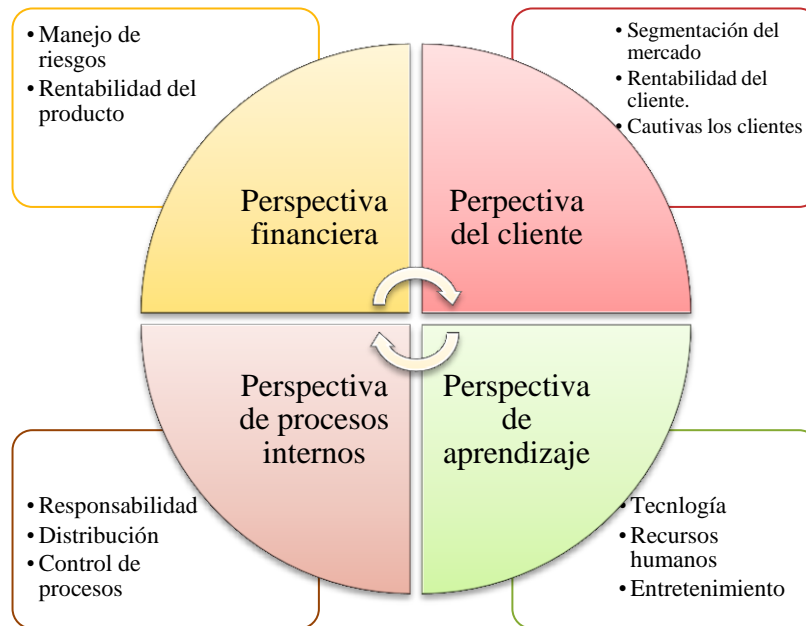 • Manejo de
riesgos
• Rentabilidad del
producto
• Segmentación del
mercado
• Rentabilidad del
cliente.
• Cautivas los clientes
Perspectiva
financiera
Perpectiva
del cliente
Perspectiva
de procesos
internos
Perspectiva
de
aprendizaje
• Responsabilidad
• Distribución
• Control de
procesos
• Tecnlogía
• Recursos
humanos
• Entretenimiento